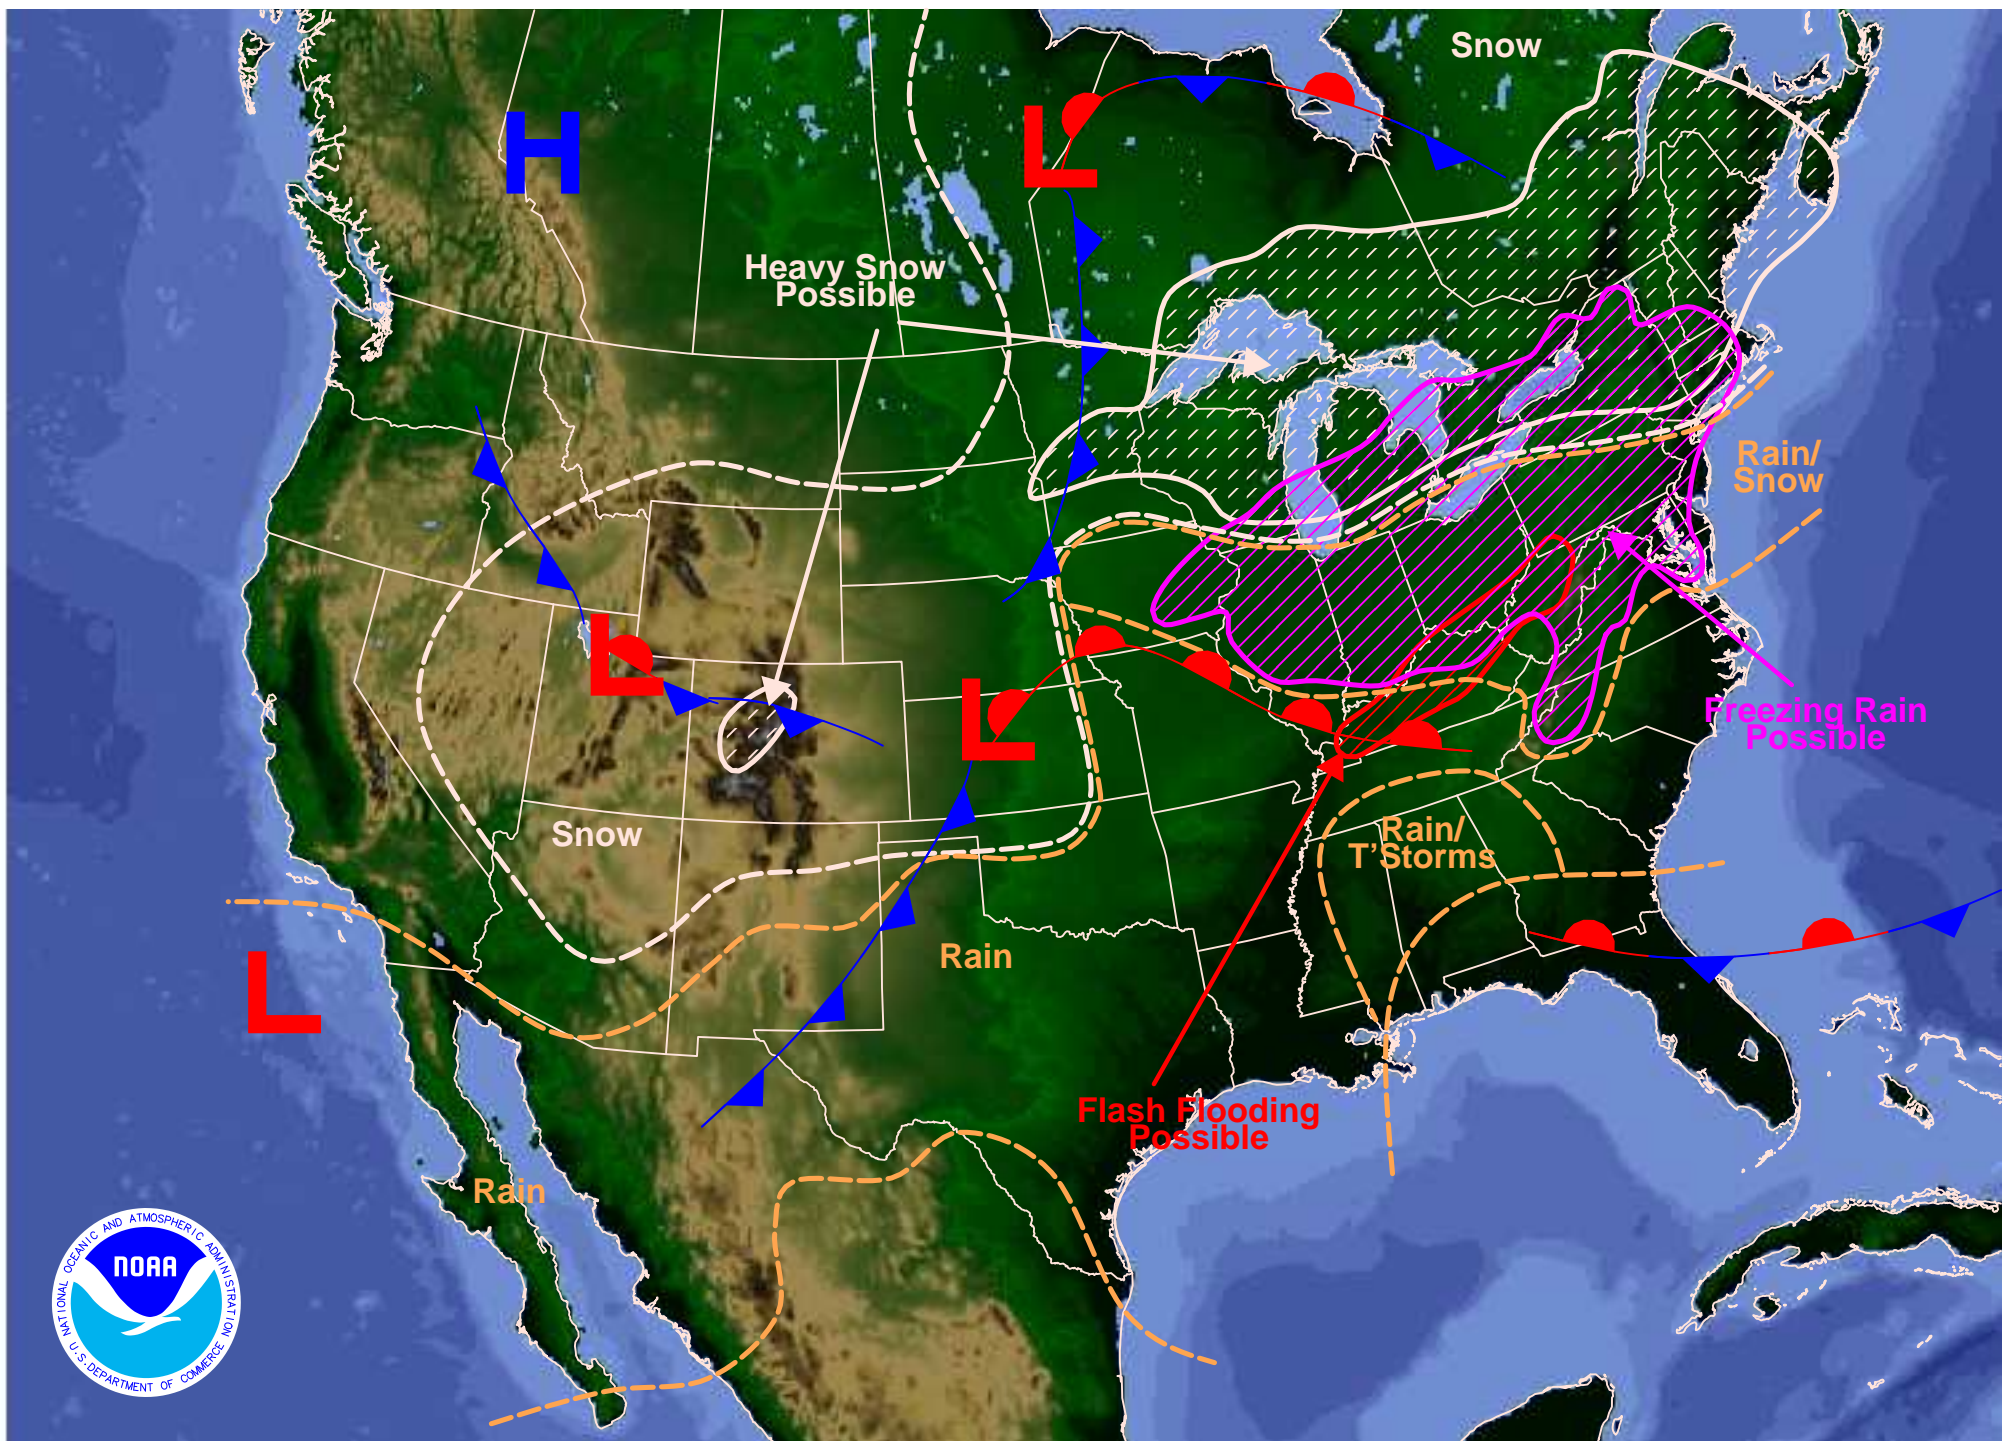 Snow
H
L
Heavy Snow
Possible
Rain/
Snow
L
L
Freezing Rain
Possible
Snow
Rain/
T'Storms
Rain
L
Flash Flooding
Possible
Rain
NATIONAL OCEANIC AND ATMOSPHERIC ADMINISTRATION
NOAA
U.S. DEPARTMENT OF COMMERCE